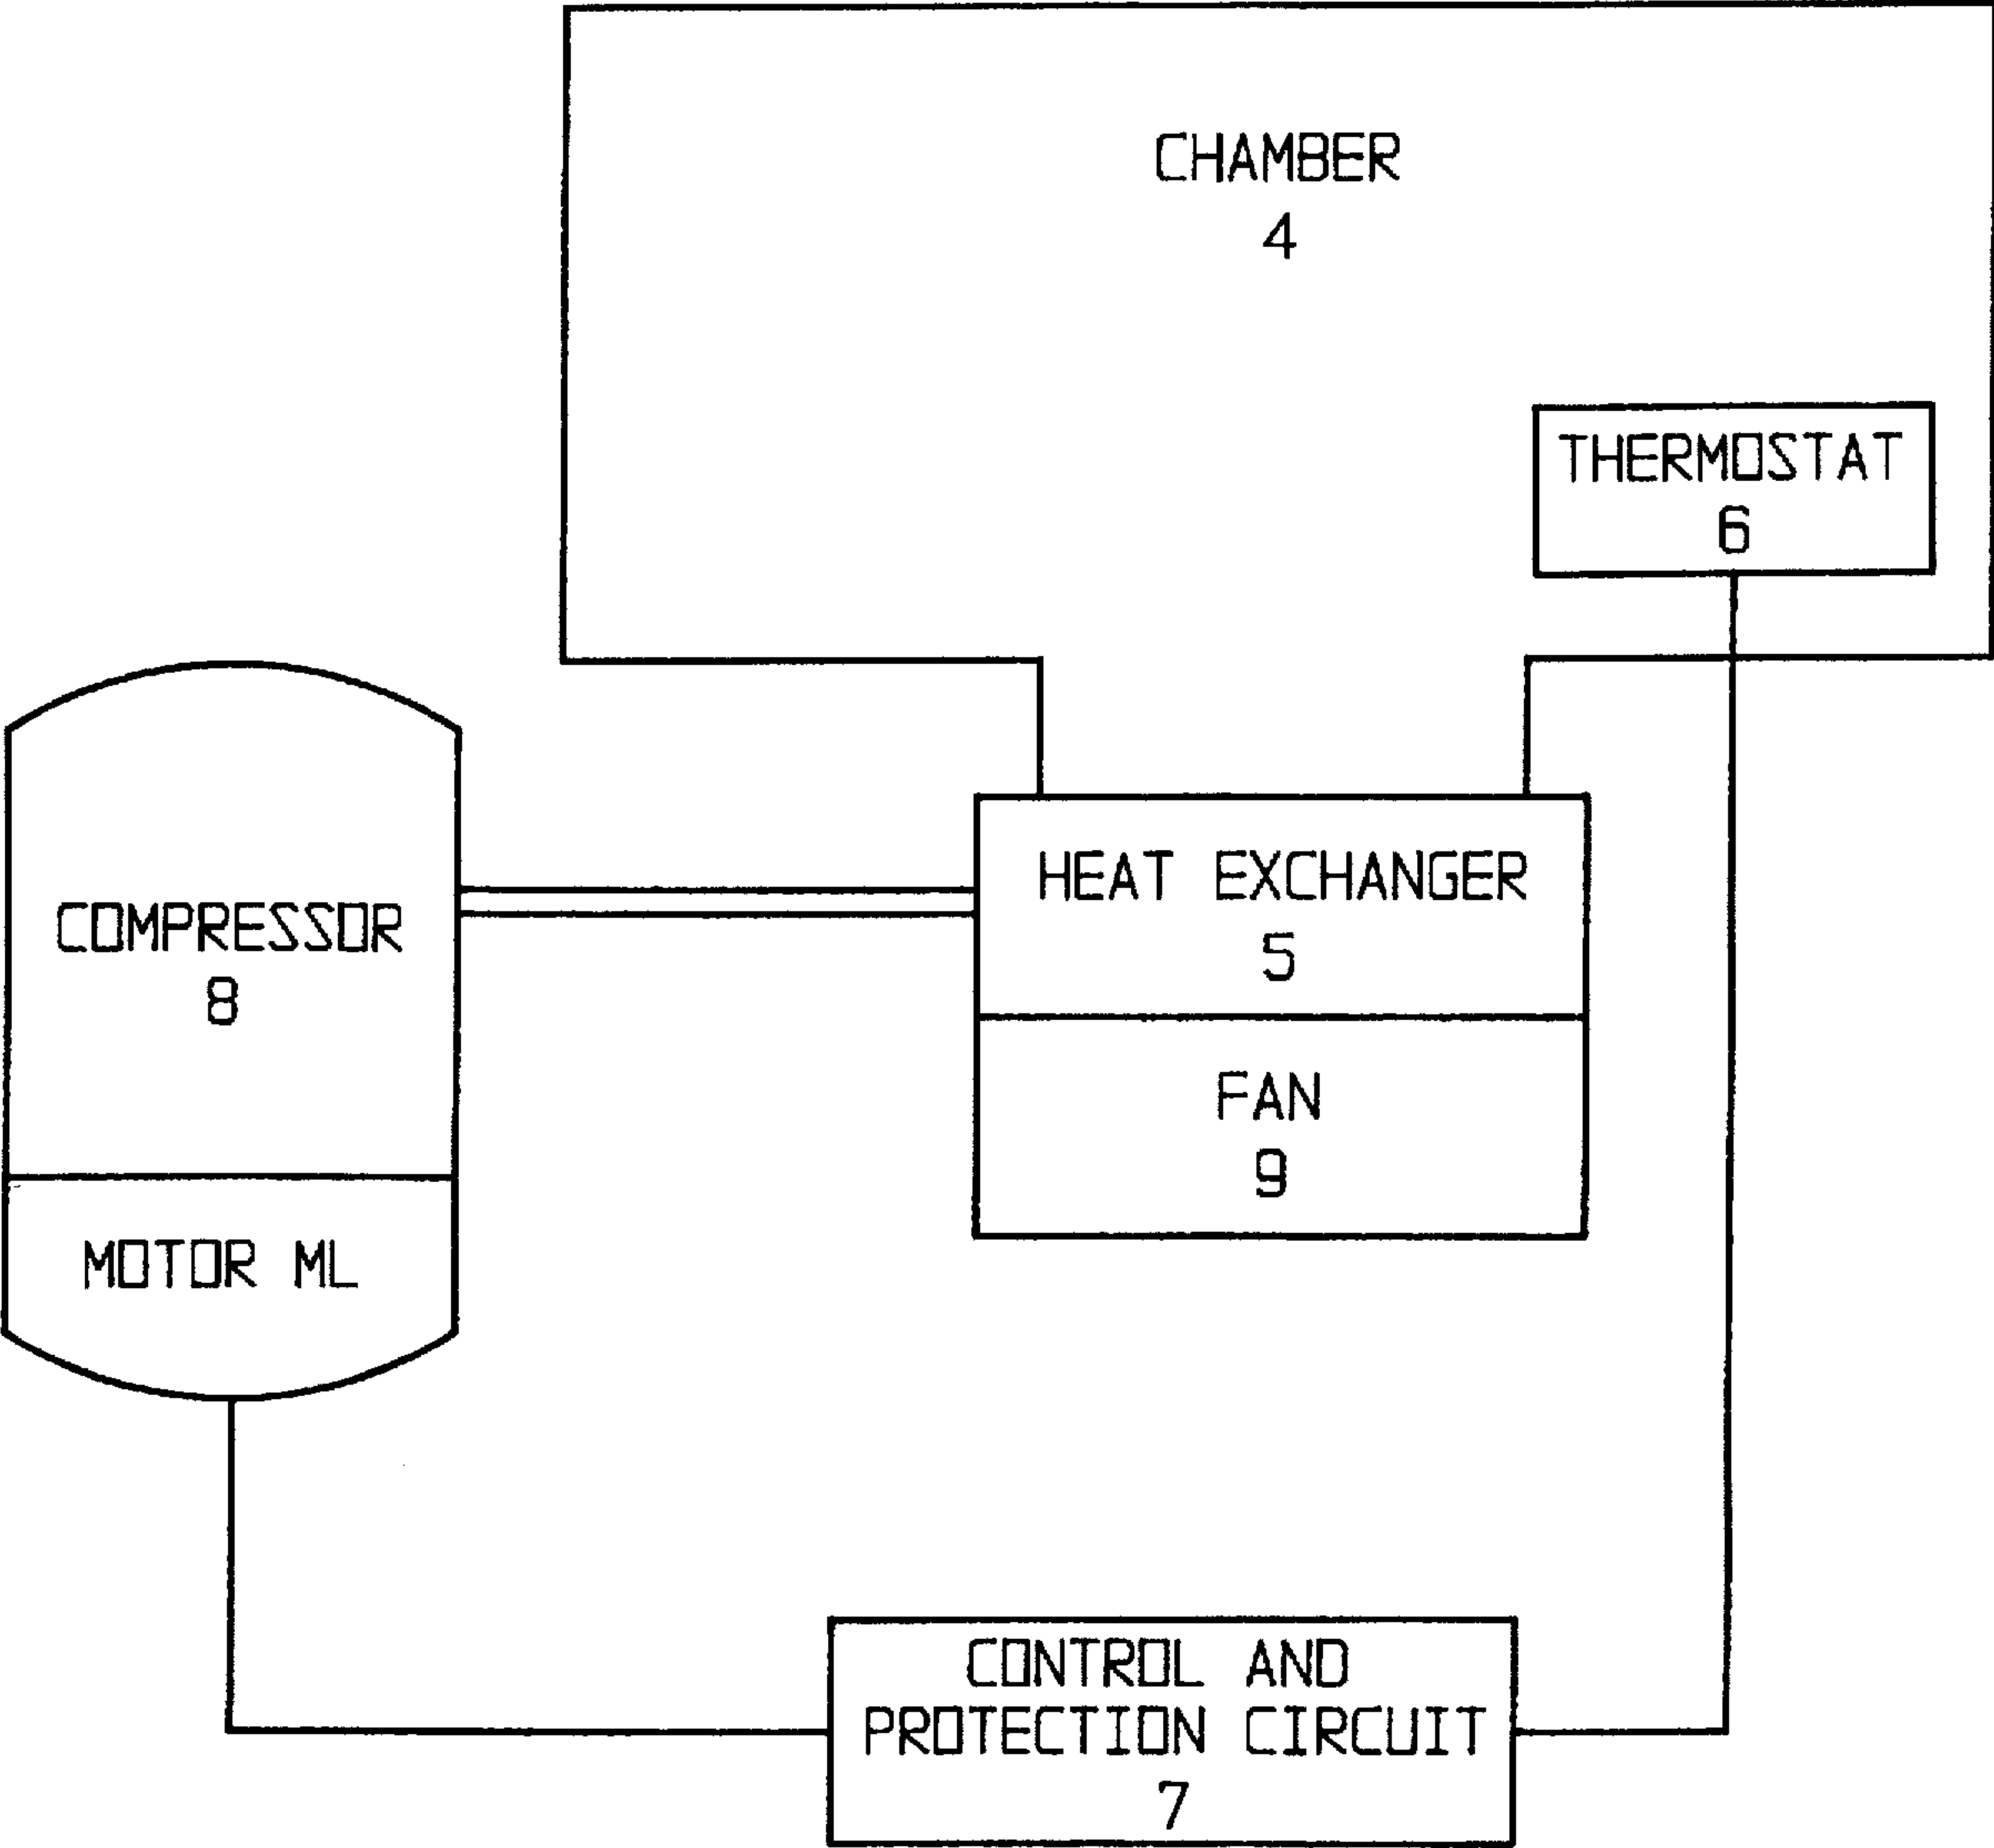 CHAMBER
4
THERMOSTAT
6
HEAT EXCHANGER
5
COMPRESSOR
8
FAN
9
MOTOR ML
CONTROL AND
PROTECTION CIRCUIT
7